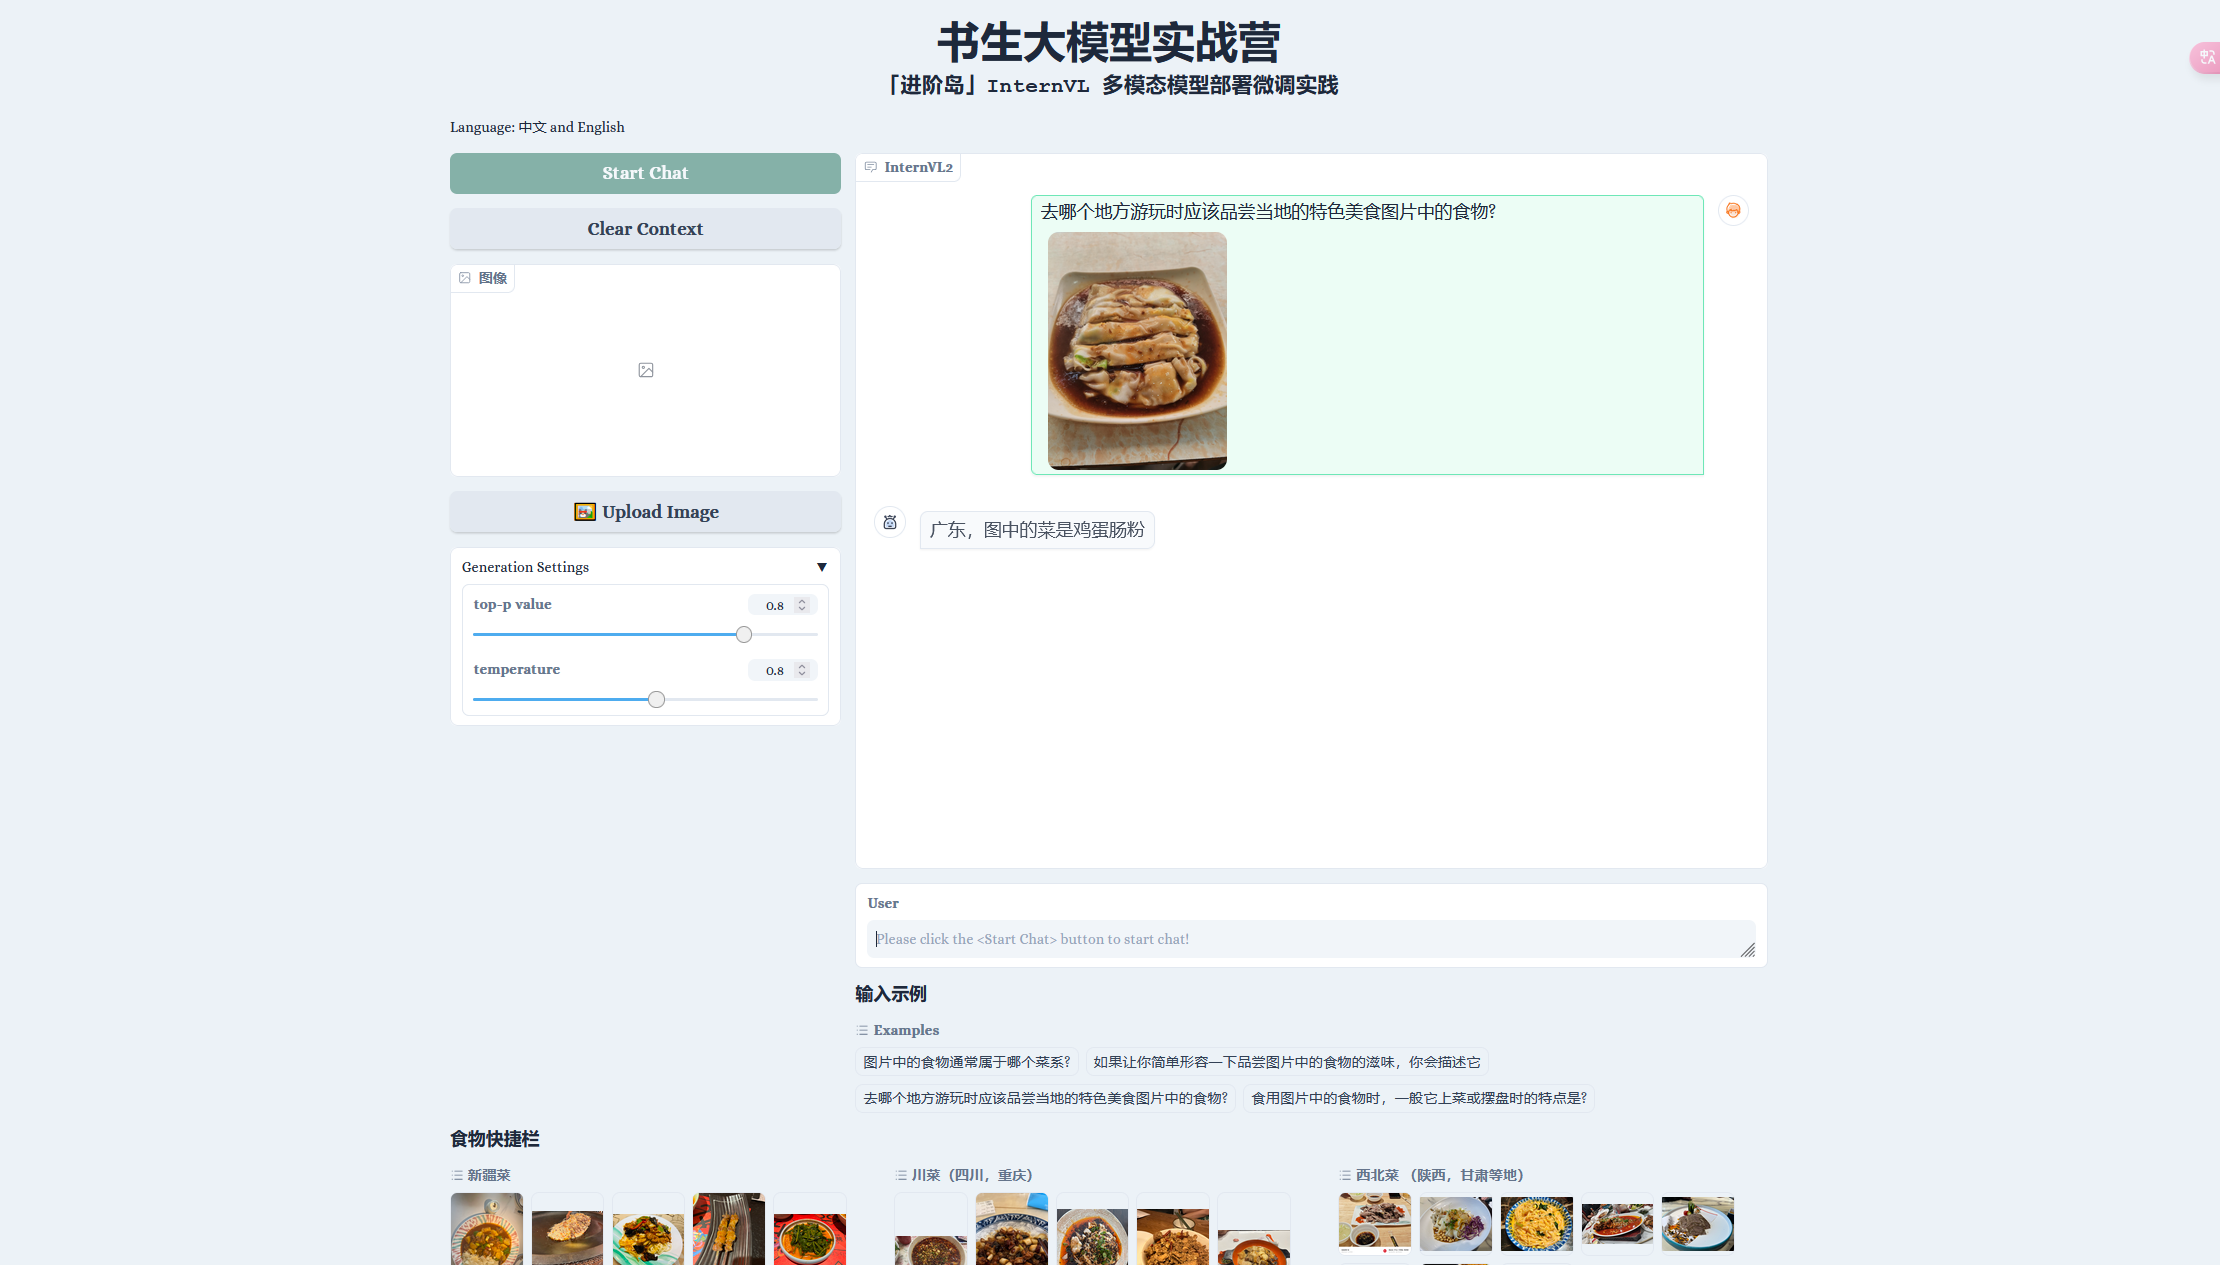 书生大模型实战营
「进阶岛」InternVL 多模态模型部署微调实践
Language: 中文 and English
Start Chat
Clear Context
图像
Upload Image
Generation Settings
top-p value
0.8
temperature
0.8
InternVL2
去哪个地方游玩时应该品尝当地的特色美食图片中的食物?
广东，图中的菜是鸡蛋肠粉
User
Please click the <Start Chat> button to start chat!
输入示例
Examples
图片中的食物通常属于哪个菜系?
如果让你简单形容一下品尝图片中的食物的滋味，你会描述它
去哪个地方游玩时应该品尝当地的特色美食图片中的食物?
食用图片中的食物时，一般它上菜或摆盘时的特点是?
食物快捷栏
新疆菜
川菜（四川，重庆）
西北菜 （陕西，甘肃等地）